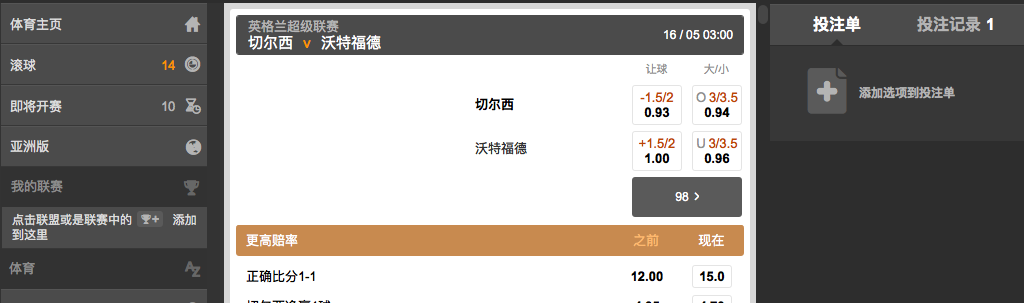 体育主页
滚球 14
即将开赛 10
亚洲版
我的联赛
点击联盟或是联赛中的 添加
到这里
体育
英格兰超级联赛
切尔西 v 沃特福德
16 / 05 03:00
让球 大/小
切尔西 -1.5/2 O 3/3.5
0.93 0.94
沃特福德 +1.5/2 U 3/3.5
1.00 0.96
98
更高赔率 之前 现在
正确比分1-1 12.00 15.0
投注单 投注记录 1
添加选项到投注单